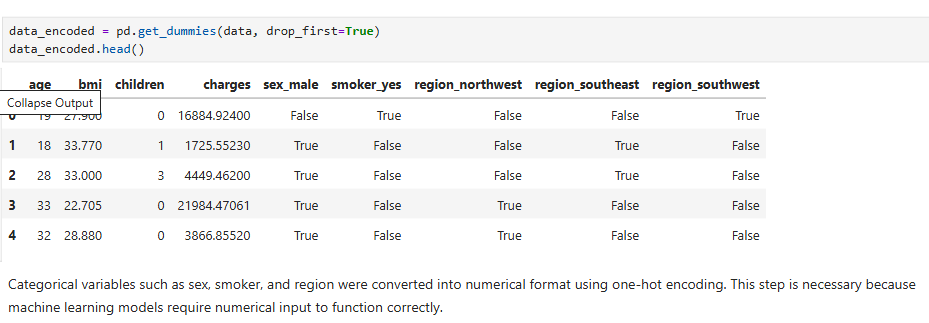 data_encoded = pd.get_dummies(data, drop_first=True)
data_encoded.head()
age bmi children charges sex_male smoker_yes region_northwest region_southeast region_southwest
Collapse Output
0 19 27.900 0 16884.92400 False True False False True
1 18 33.770 1 1725.55230 True False False True False
2 28 33.000 3 4449.46200 True False False True False
3 33 22.705 0 21984.47061 True False True False False
4 32 28.880 0 3866.85520 True False True False False
Categorical variables such as sex, smoker, and region were converted into numerical format using one-hot encoding. This step is necessary because
machine learning models require numerical input to function correctly.